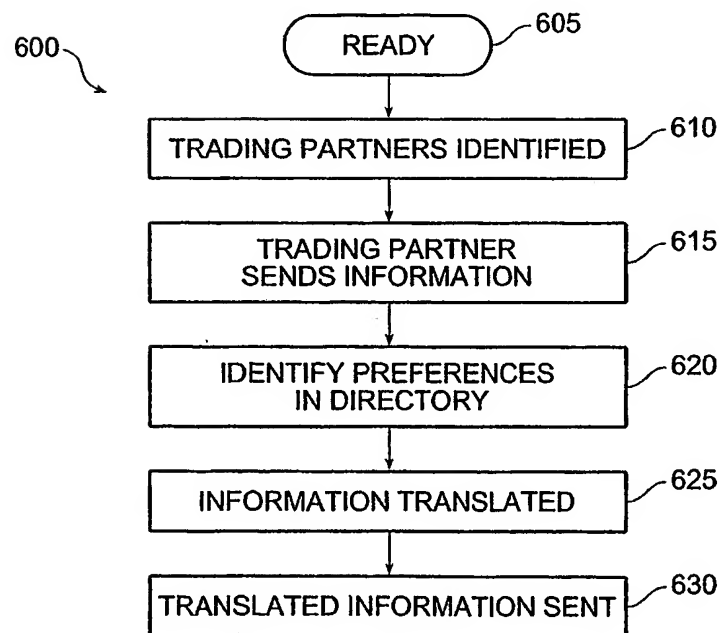 600
READY
605
TRADING PARTNERS IDENTIFIED
610
TRADING PARTNER
SENDS INFORMATION
615
IDENTIFY PREFERENCES
IN DIRECTORY
620
INFORMATION TRANSLATED
625
TRANSLATED INFORMATION SENT
630